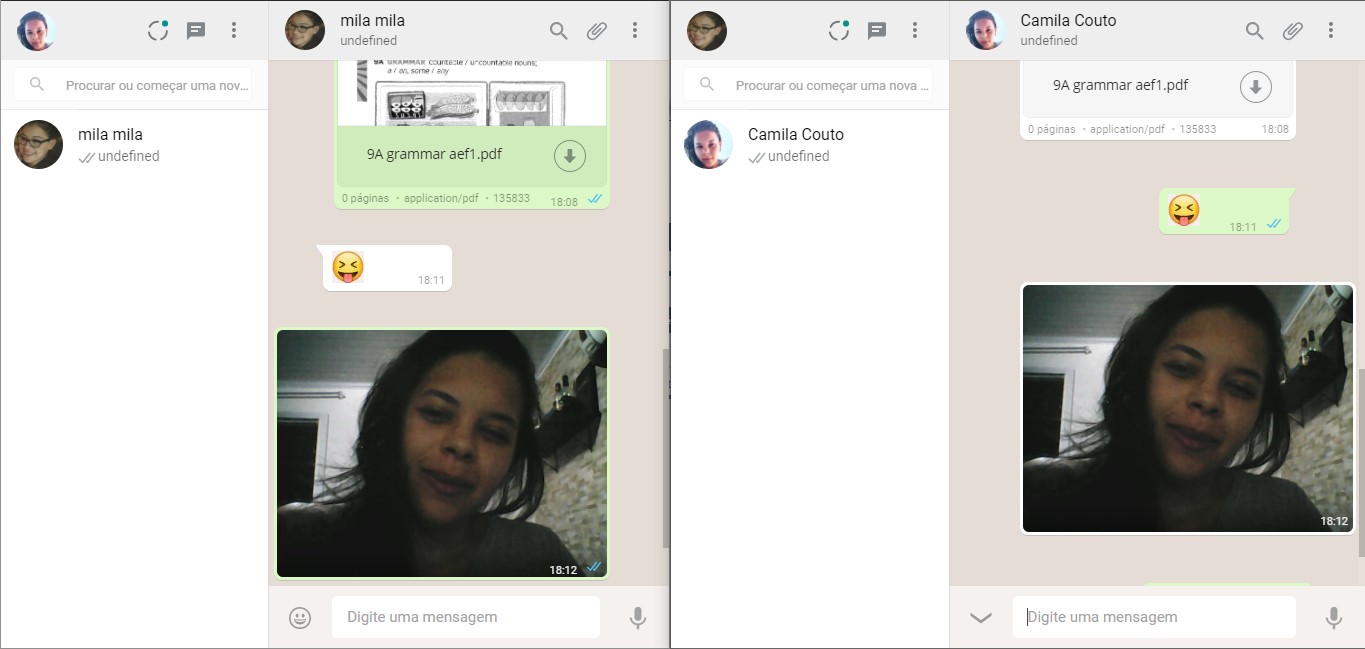 mila mila
undefined
Procurar ou começar uma nov...
mila mila
undefined
9A GRAMMAR countable / uncountable nouns;
a / an, some / any
9A grammar aef1.pdf
0 páginas • application/pdf • 135833
18:08
18:11
18:12
Digite uma mensagem
Camila Couto
undefined
Procurar ou começar uma nova ...
Camila Couto
undefined
9A grammar aef1.pdf
0 páginas • application/pdf • 135833
18:08
18:11
18:12
Digite uma mensagem